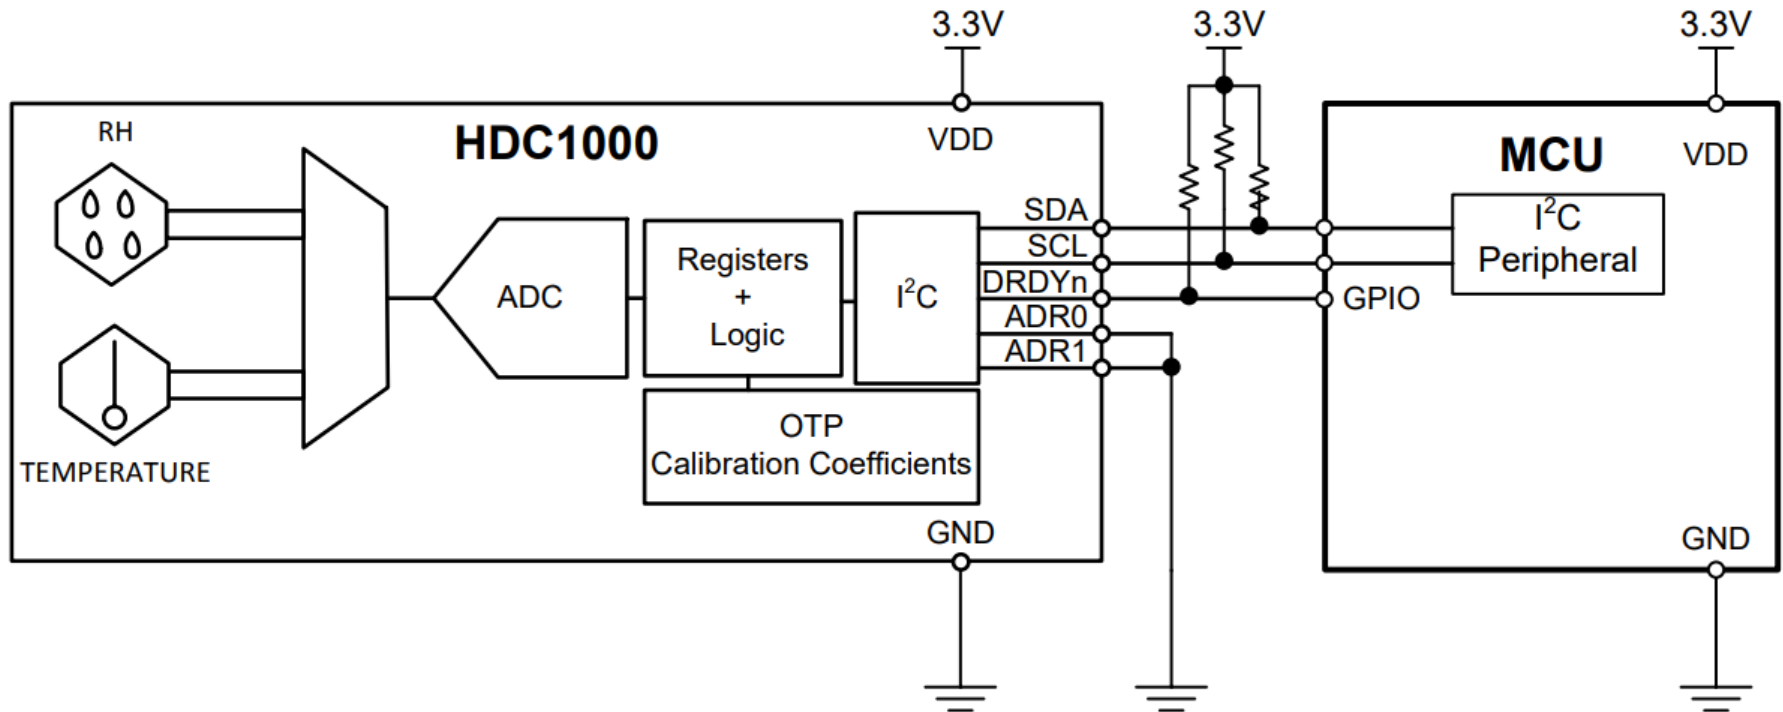 3.3V
3.3V
3.3V
RH
HDC1000
VDD
MCU
VDD
SDA
SCL
DRDYn
ADR0
ADR1
I²C
Peripheral
GPIO
ADC
Registers
+
Logic
I²C
OTP
Calibration Coefficients
TEMPERATURE
GND
GND